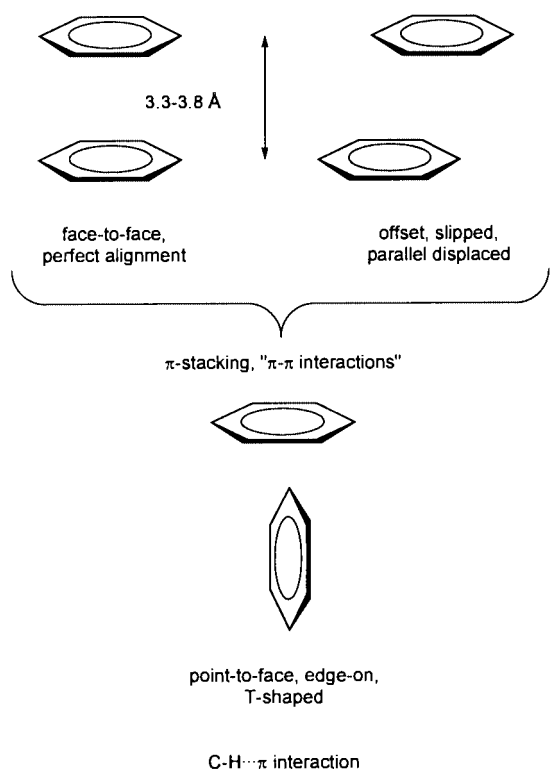 3.3-3.8 Å
face-to-face,
perfect alignment
offset, slipped,
parallel displaced
π-stacking, "π-π interactions"
point-to-face, edge-on,
T-shaped
C-H···π interaction